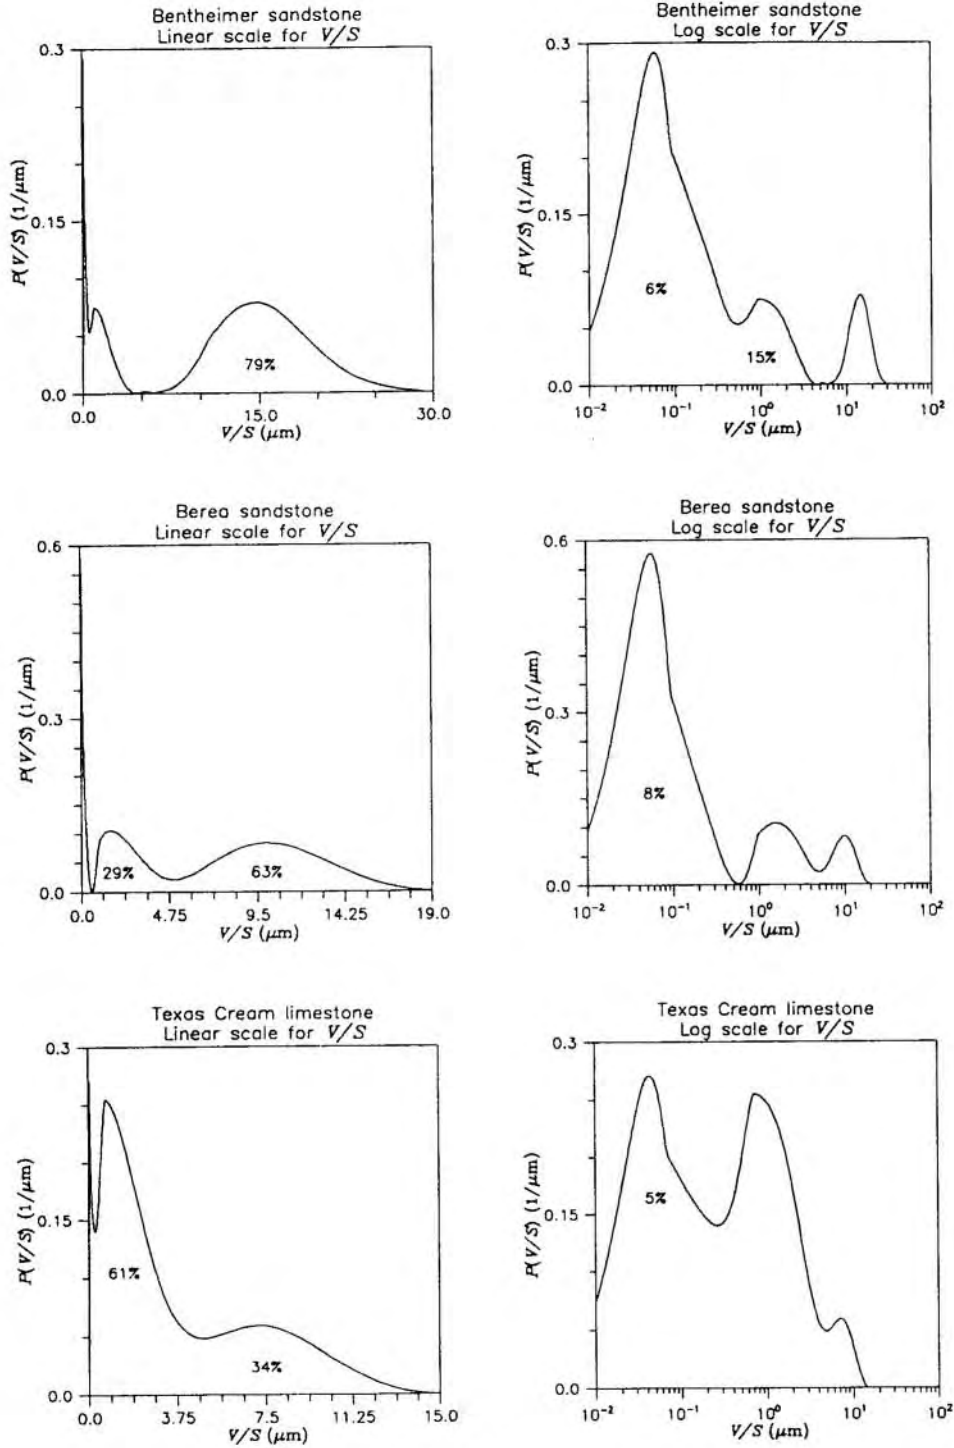 Bentheimer sandstone
Linear scale for V/S
0.3
0.15
0.0
P(V/S) (1/μm)
79%
0.0 15.0 30.0
V/S (μm)
Bentheimer sandstone
Log scale for V/S
0.3
0.15
0.0
P(V/S) (1/μm)
6%
15%
10⁻² 10⁻¹ 10⁰ 10¹ 10²
V/S (μm)
Berea sandstone
Linear scale for V/S
0.6
0.3
0.0
P(V/S) (1/μm)
29% 63%
0.0 4.75 9.5 14.25 19.0
V/S (μm)
Berea sandstone
Log scale for V/S
0.6
0.3
0.0
P(V/S) (1/μm)
8%
10⁻² 10⁻¹ 10⁰ 10¹ 10²
V/S (μm)
Texas Cream limestone
Linear scale for V/S
0.3
0.15
0.0
P(V/S) (1/μm)
61%
34%
0.0 3.75 7.5 11.25 15.0
V/S (μm)
Texas Cream limestone
Log scale for V/S
0.3
0.15
0.0
P(V/S) (1/μm)
5%
10⁻² 10⁻¹ 10⁰ 10¹ 10²
V/S (μm)